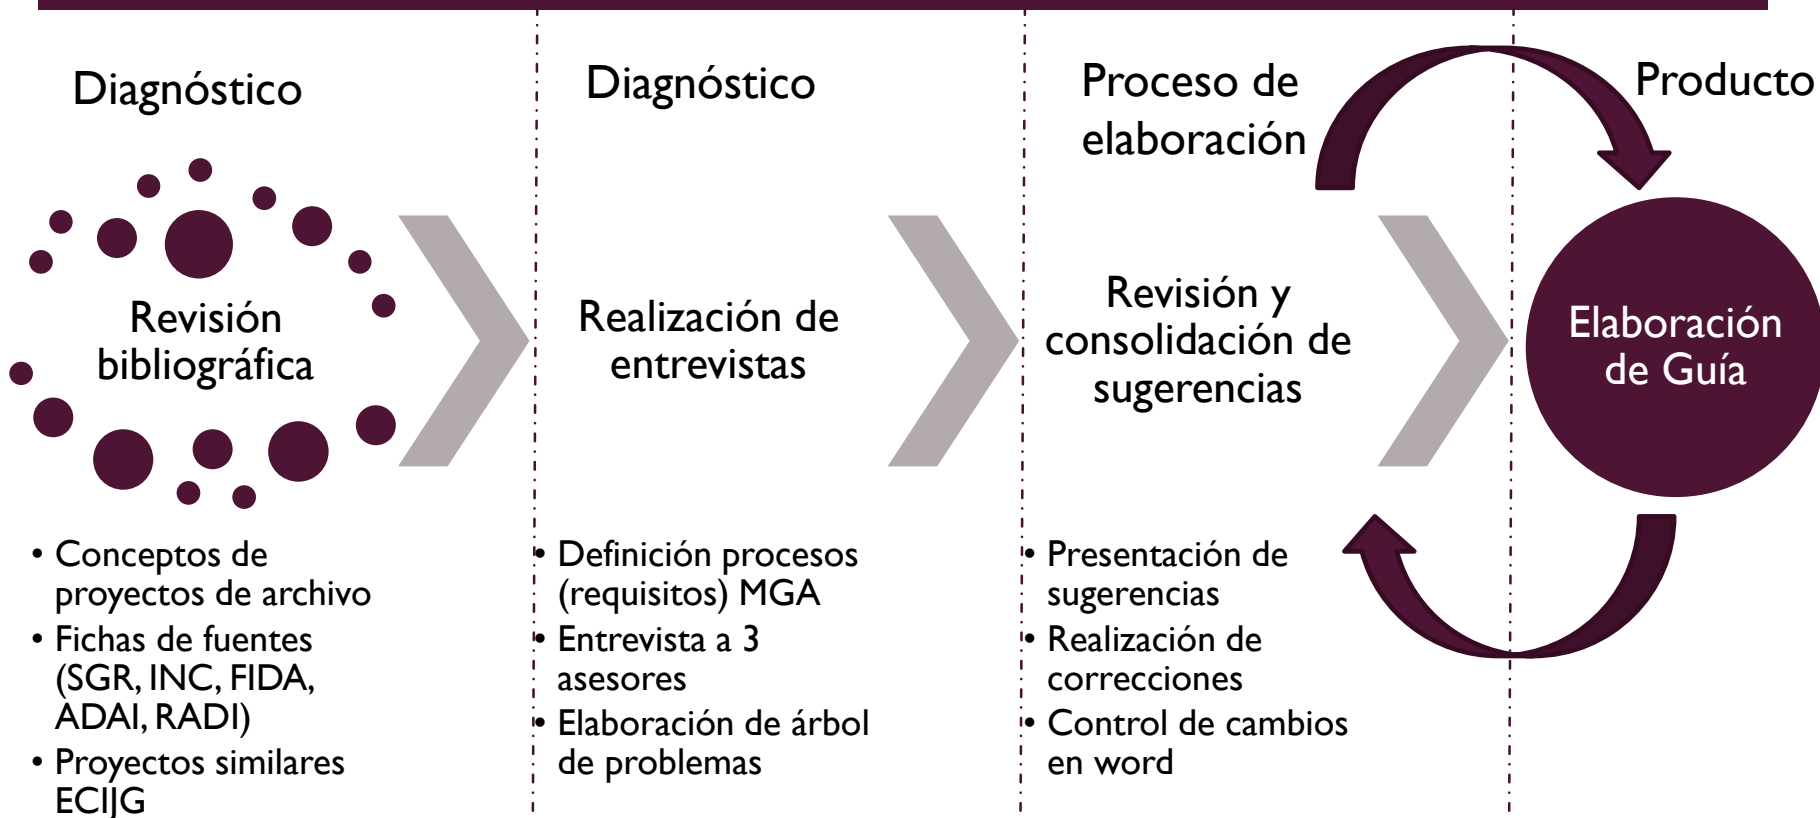 Diagnóstico
Revisión
bibliográfica
• Conceptos de
proyectos de archivo
• Fichas de fuentes
(SGR, INC, FIDA,
ADAI, RADI)
• Proyectos similares
ECIJG
Diagnóstico
Realización de
entrevistas
• Definición procesos
(requisitos) MGA
• Entrevista a 3
asesores
• Elaboración de árbol
de problemas
Proceso de
elaboración
Revisión y
consolidación de
sugerencias
• Presentación de
sugerencias
• Realización de
correcciones
• Control de cambios
en word
Producto
Elaboración
de Guía